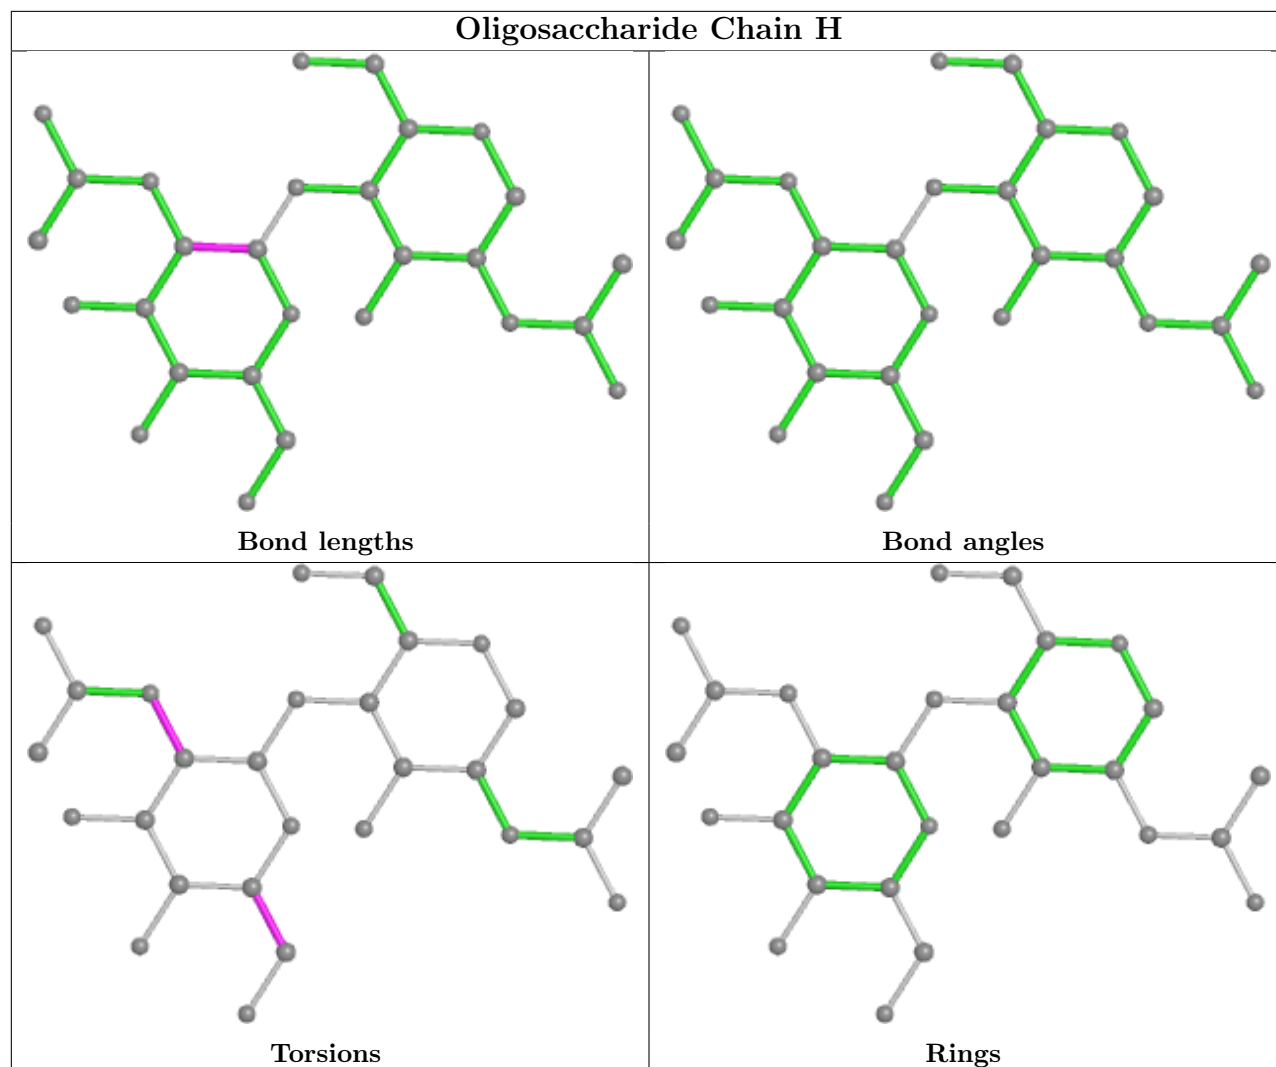 Oligosaccharide Chain H
Bond lengths
Bond angles
Torsions
Rings